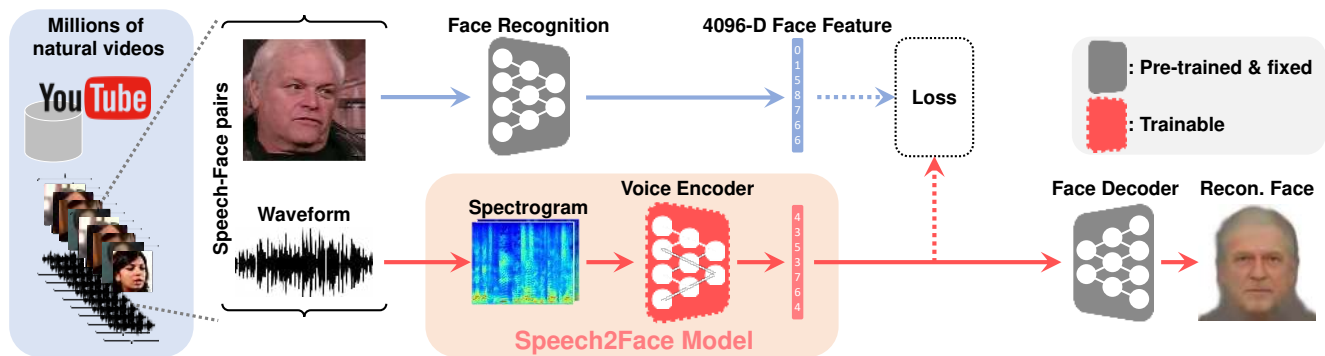 Millions of
natural videos
YouTube
Speech-Face pairs
Waveform
Face Recognition
4096-D Face Feature
0
1
5
8
7
6
6
Loss
: Pre-trained & fixed
: Trainable
Spectrogram
Voice Encoder
4
3
5
3
7
6
4
Speech2Face Model
Face Decoder
Recon. Face